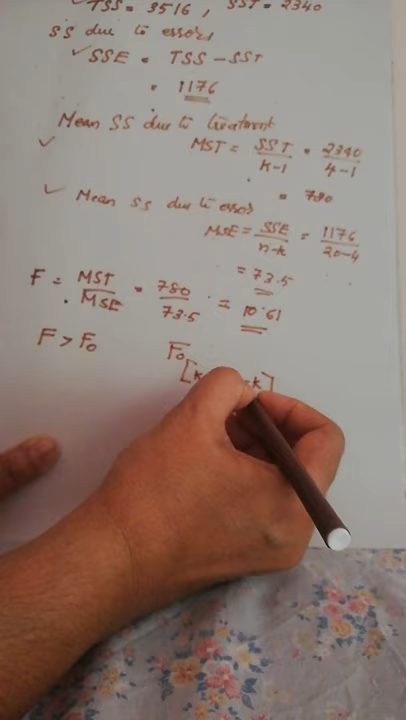 TSS = 3516, SST = 2340
SS due to error,
✓ SSE = TSS - SST
= 1176
Mean SS due to treatment
✓ MST = SST/K-1 = 2340/4-1
= 780
✓ Mean SS due to error
MSE = SSE/n-k = 1176/20-4
= 73.5
F = MST/MSE = 780/73.5 = 10.61
F > F₀
F₀
[k k]